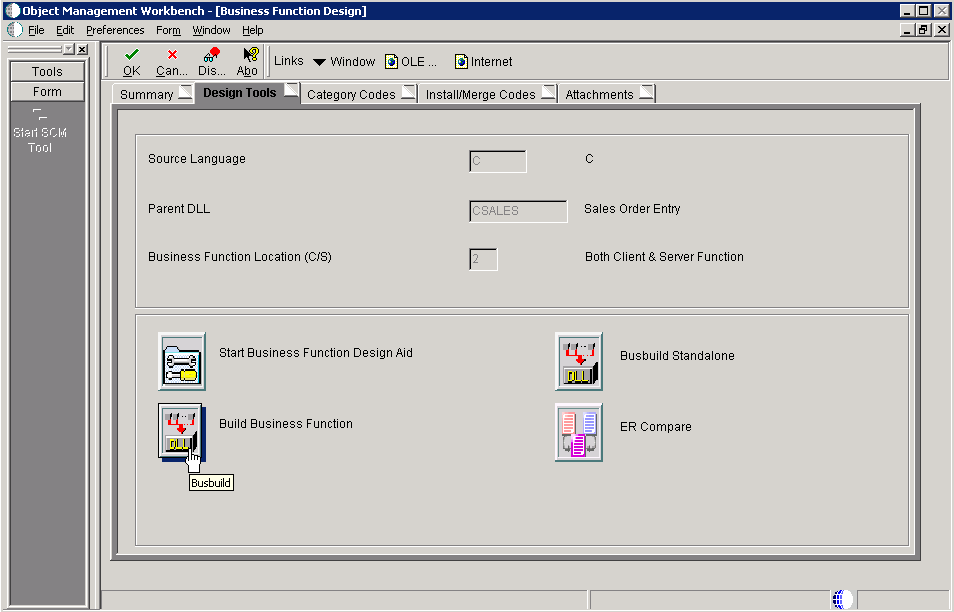 Object Management Workbench - [Business Function Design]
File Edit Preferences Form Window Help
Tools
Form
Start SCM
Tool
OK Can... Dis... Abo Links Window OLE ... Internet
Summary Design Tools Category Codes Install/Merge Codes Attachments
Source Language C C
Parent DLL CSALES Sales Order Entry
Business Function Location (C/S) 2 Both Client & Server Function
Start Business Function Design Aid
DLL Busbuild Standalone
DLL Build Business Function
ER Compare
Busbuild